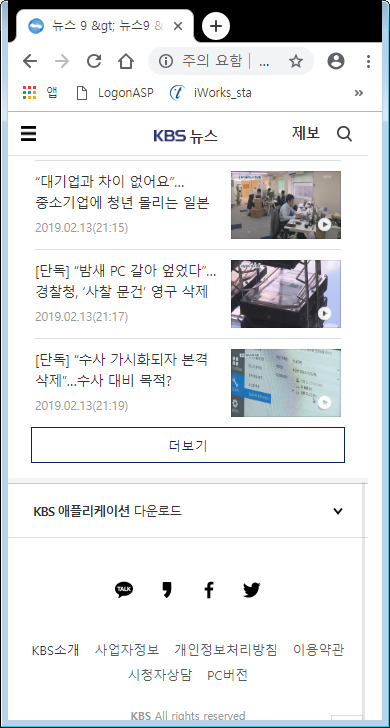 뉴스 9 &gt; 뉴스9 &
주의 요함 | ...
앱 LogonASP iWorks_sta »
KBS 뉴스 제보
“대기업과 차이 없어요”...
중소기업에 청년 몰리는 일본
2019.02.13(21:15)
[단독] “밤새 PC 갈아 엎었다”...
경찰청, ‘사찰 문건’ 영구 삭제
2019.02.13(21:17)
[단독] “수사 가시화되자 본격
삭제”...수사 대비 목적?
2019.02.13(21:19)
더보기
KBS 애플리케이션 다운로드
TALK
KBS소개 사업자정보 개인정보처리방침 이용약관
시청자상담 PC버전
KBS All rights reserved